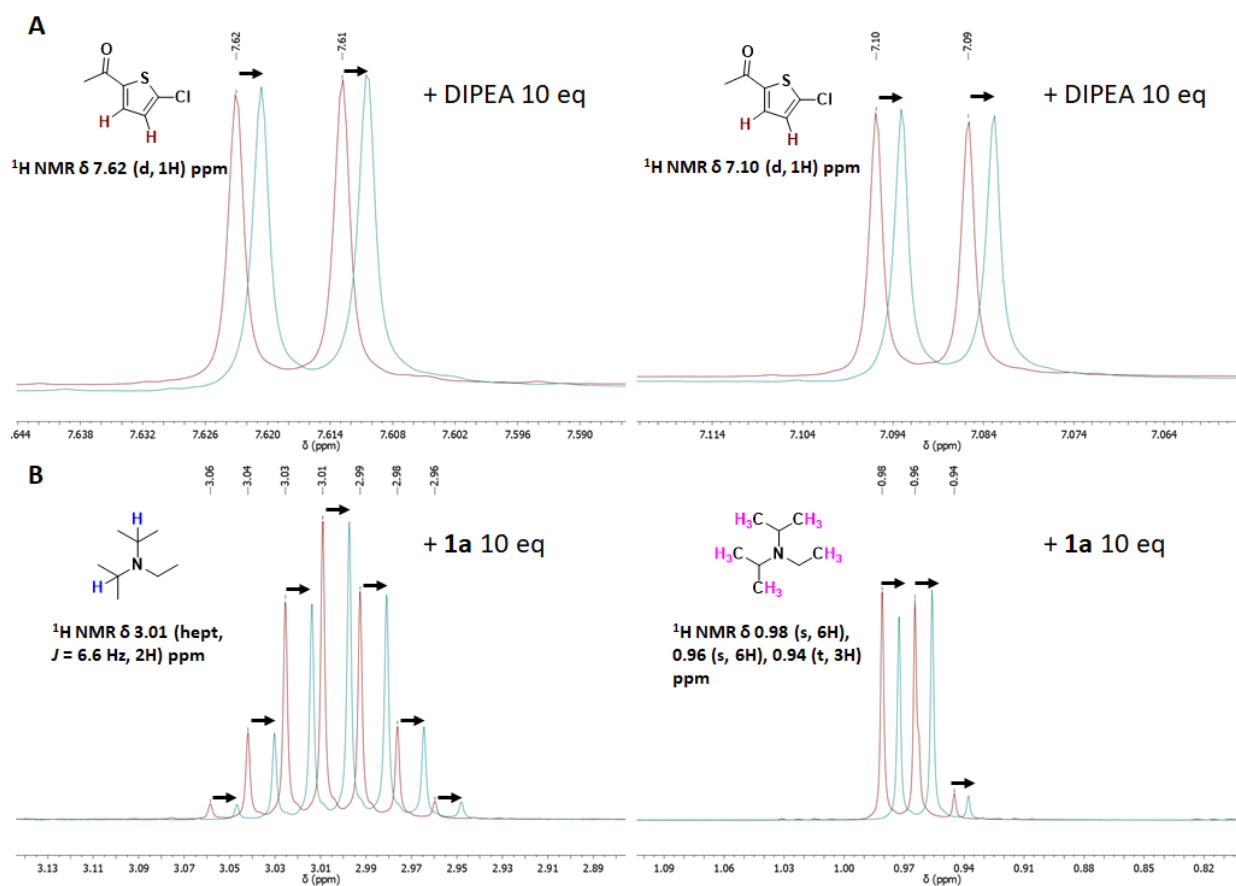 A
7.62
7.61
O
S
Cl
H
H
+ DIPEA 10 eq
¹H NMR δ 7.62 (d, 1H) ppm
.644
7.638
7.632
7.626
7.620
7.614
7.608
7.602
7.596
7.590
δ (ppm)
7.10
7.09
O
S
Cl
H
H
+ DIPEA 10 eq
¹H NMR δ 7.10 (d, 1H) ppm
7.114
7.104
7.094
7.084
7.074
7.064
δ (ppm)
B
3.06
3.04
3.03
3.01
2.99
2.98
2.96
H
N
H
+ 1a 10 eq
¹H NMR δ 3.01 (hept,
J = 6.6 Hz, 2H) ppm
3.13
3.11
3.09
3.07
3.05
3.03
3.01
2.99
2.97
2.95
2.93
2.91
2.89
δ (ppm)
0.98
0.96
0.94
H₃C
CH₃
H₃C
N
CH₃
CH₃
+ 1a 10 eq
¹H NMR δ 0.98 (s, 6H),
0.96 (s, 6H), 0.94 (t, 3H)
ppm
1.09
1.06
1.03
1.00
0.97
0.94
0.91
0.88
0.85
0.82
δ (ppm)